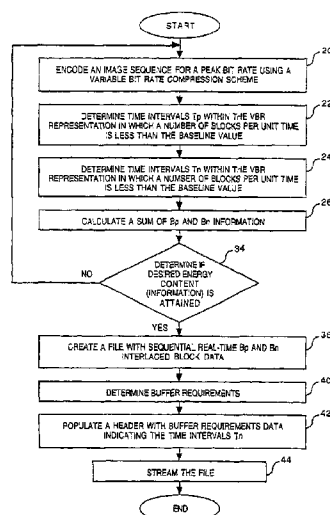 START
20
ENCODE AN IMAGE SEQUENCE FOR A PEAK BIT RATE USING A
VARIABLE BIT RATE COMPRESSION SCHEME
22
DETERMINE TIME INTERVALS Tp WITHIN THE VBR
REPRESENTATION IN WHICH A NUMBER OF BLOCKS PER UNIT TIME
IS LESS THAN THE BASELINE VALUE
24
DETERMINE TIME INTERVALS Tn WITHIN THE VBR
REPRESENTATION IN WHICH A NUMBER OF BLOCKS PER UNIT TIME
IS LESS THAN THE BASELINE VALUE
26
CALCULATE A SUM OF Bp AND Bn INFORMATION
34
DETERMINE IF
DESIRED ENERGY
CONTENT
(INFORMATION) IS
ATTAINED
NO
YES
CREATE A FILE WITH SEQUENTIAL REAL-TIME Bp AND Bn
INTERLACED BLOCK DATA
40
DETERMINE BUFFER REQUIREMENTS
42
POPULATE A HEADER WITH BUFFER REQUIREMENTS DATA
INDICATING THE TIME INTERVALS Tn
44
STREAM THE FILE
END